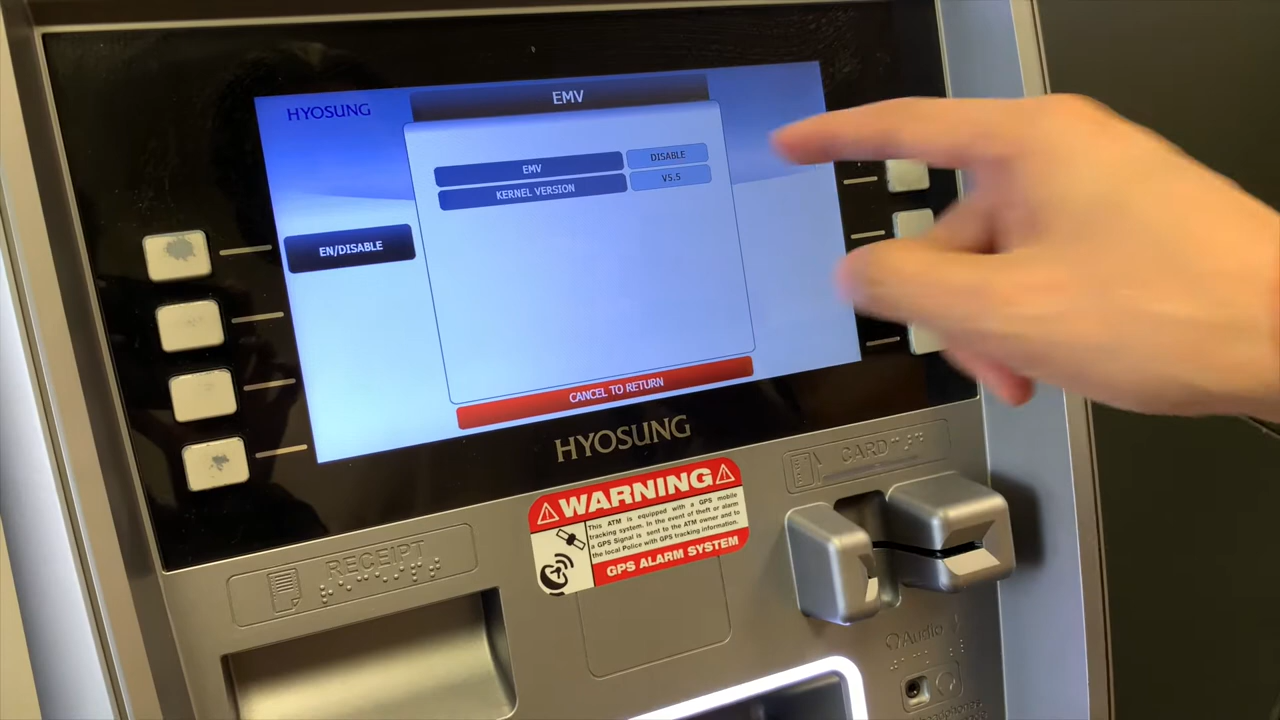 HYOSUNG
EMV
EMV
DISABLE
KERNEL VERSION
V5.5
EN/DISABLE
CANCEL TO RETURN
HYOSUNG
WARNING
This ATM is equipped with a GPS mobile
tracking system. In the event of theft or alarm
a GPS Signal is sent to the ATM owner and to
the local Police with GPS tracking information.
GPS ALARM SYSTEM
CARD
RECEIPT
Audio